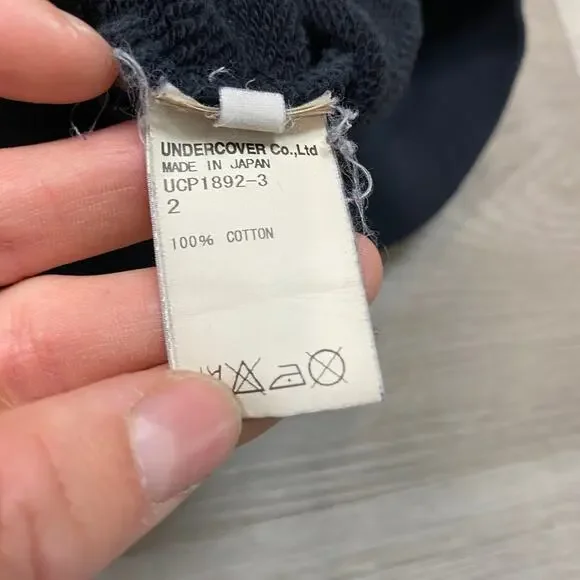 UNDERCOVER Co.,Ltd
MADE IN JAPAN
UCP1892-3
2
100% COTTON